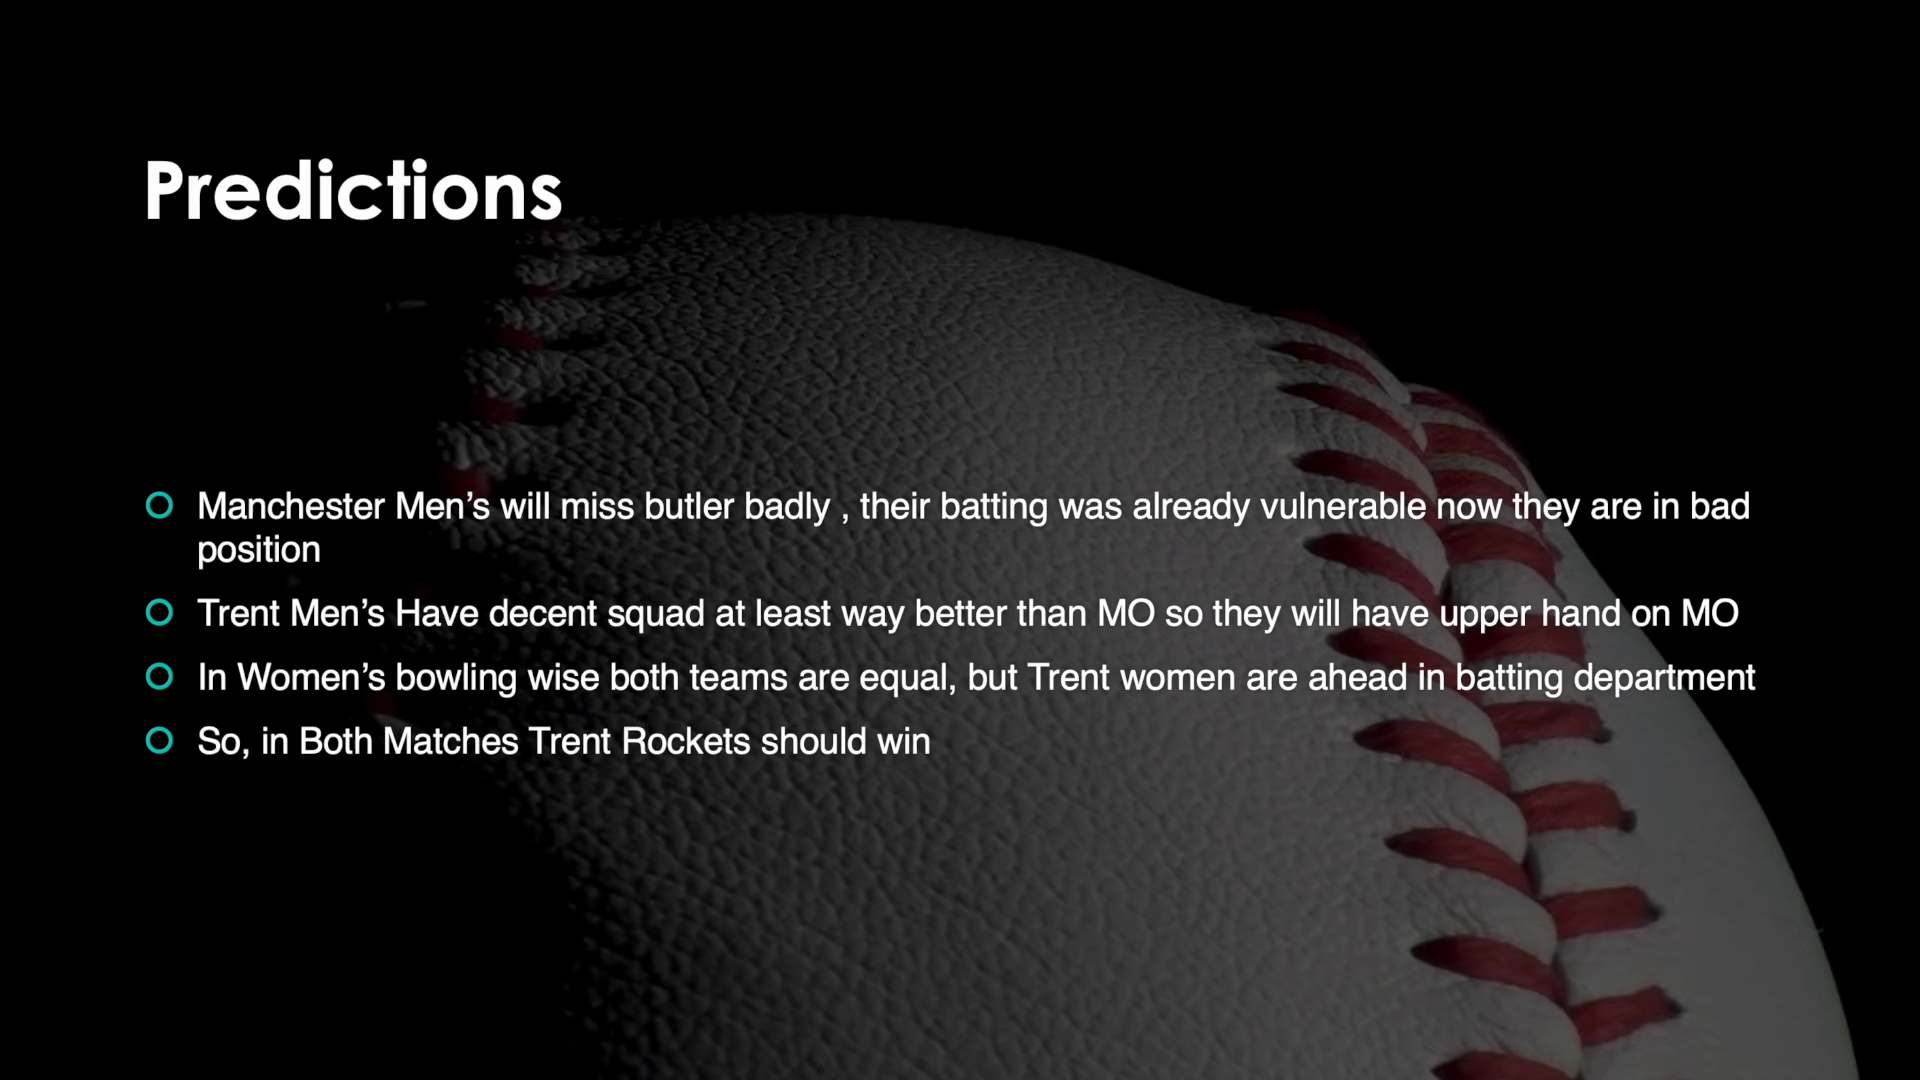 Predictions
Manchester Men's will miss butler badly , their batting was already vulnerable now they are in bad
position
Trent Men's Have decent squad at least way better than MO so they will have upper hand on MO
In Women's bowling wise both teams are equal, but Trent women are ahead in batting department
So, in Both Matches Trent Rockets should win